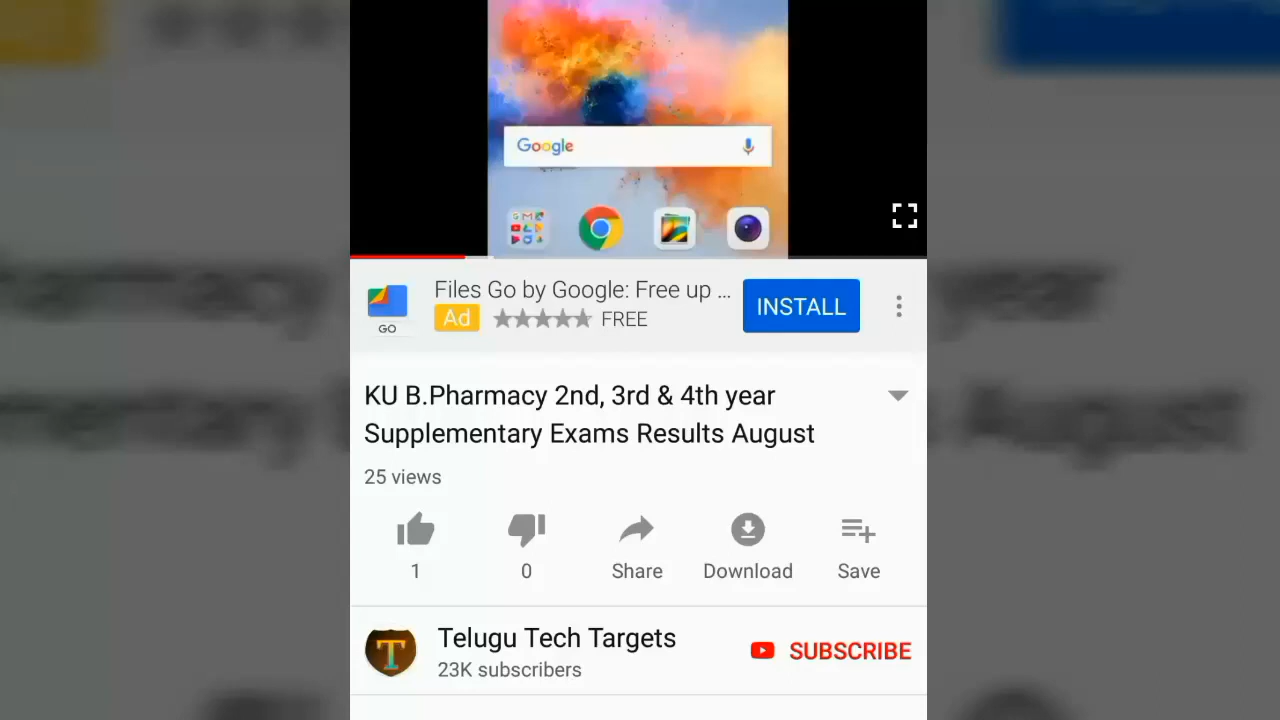 Google
GO
Files Go by Google: Free up ...
Ad
FREE
INSTALL
KU B.Pharmacy 2nd, 3rd & 4th year
Supplementary Exams Results August
25 views
1
0
Share
Download
Save
T
Telugu Tech Targets
23K subscribers
SUBSCRIBE